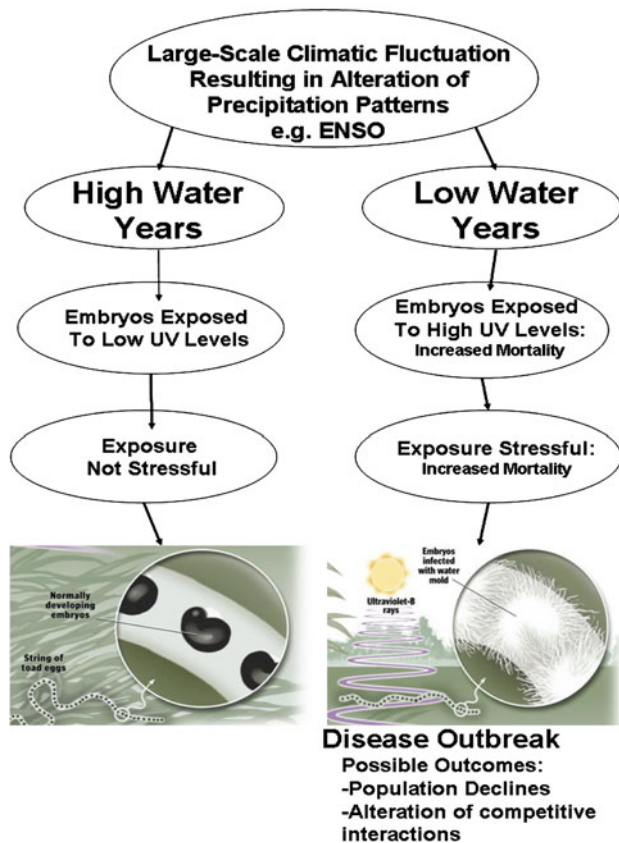 Large-Scale Climatic Fluctuation
Resulting in Alteration of
Precipitation Patterns
e.g. ENSO
High Water
Years
Low Water
Years
Embryos Exposed
To Low UV Levels
Embryos Exposed
To High UV Levels:
Increased Mortality
Exposure
Not Stressful
Exposure Stressful:
Increased Mortality
Normally
developing
embryos
String of
toad eggs
Embryos
infected
with water
mold
Ultraviolet-B
rays
Disease Outbreak
Possible Outcomes:
-Population Declines
-Alteration of competitive
interactions